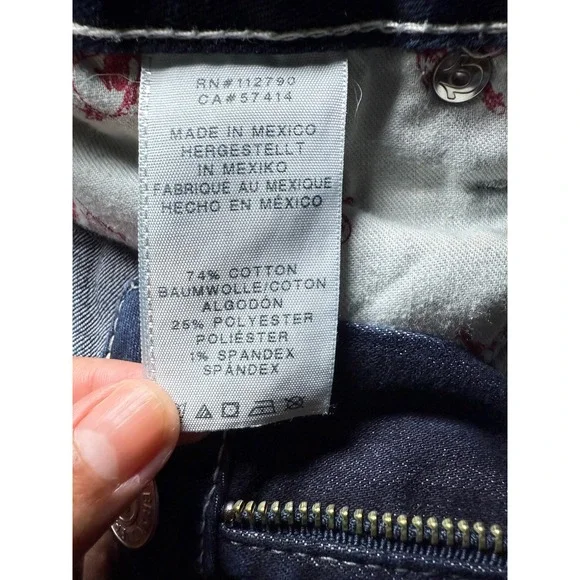 RN#112790
CA#57414
MADE IN MEXICO
HERGESTELLT
IN MEXIKO
FABRIQUE AU MEXIQUE
HECHO EN MÉXICO
74% COTTON
BAUMWOLLE/COTON
ALGODÓN
25% POLYESTER
POLIÉSTER
1% SPANDEX
SPÁNDEX